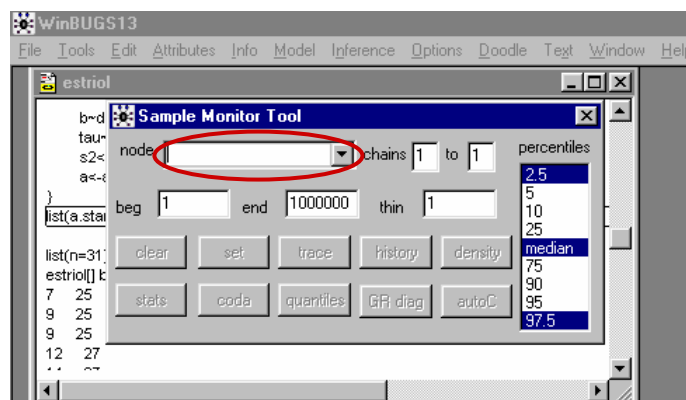 WinBUGS13
File Tools Edit Attributes Info Model Inference Options Doodle Text Window Help
estriol
b~d
tau~
s2<
a<-a
}
list(a.star
list(n=31)
estriol[] b
7 25
9 25
9 25
12 27
Sample Monitor Tool
node chains 1 to 1 percentiles
beg 1 end 1000000 thin 1
clear set trace history density
stats coda quantiles GR diag autoC
2.5
5
10
25
median
75
90
95
97.5